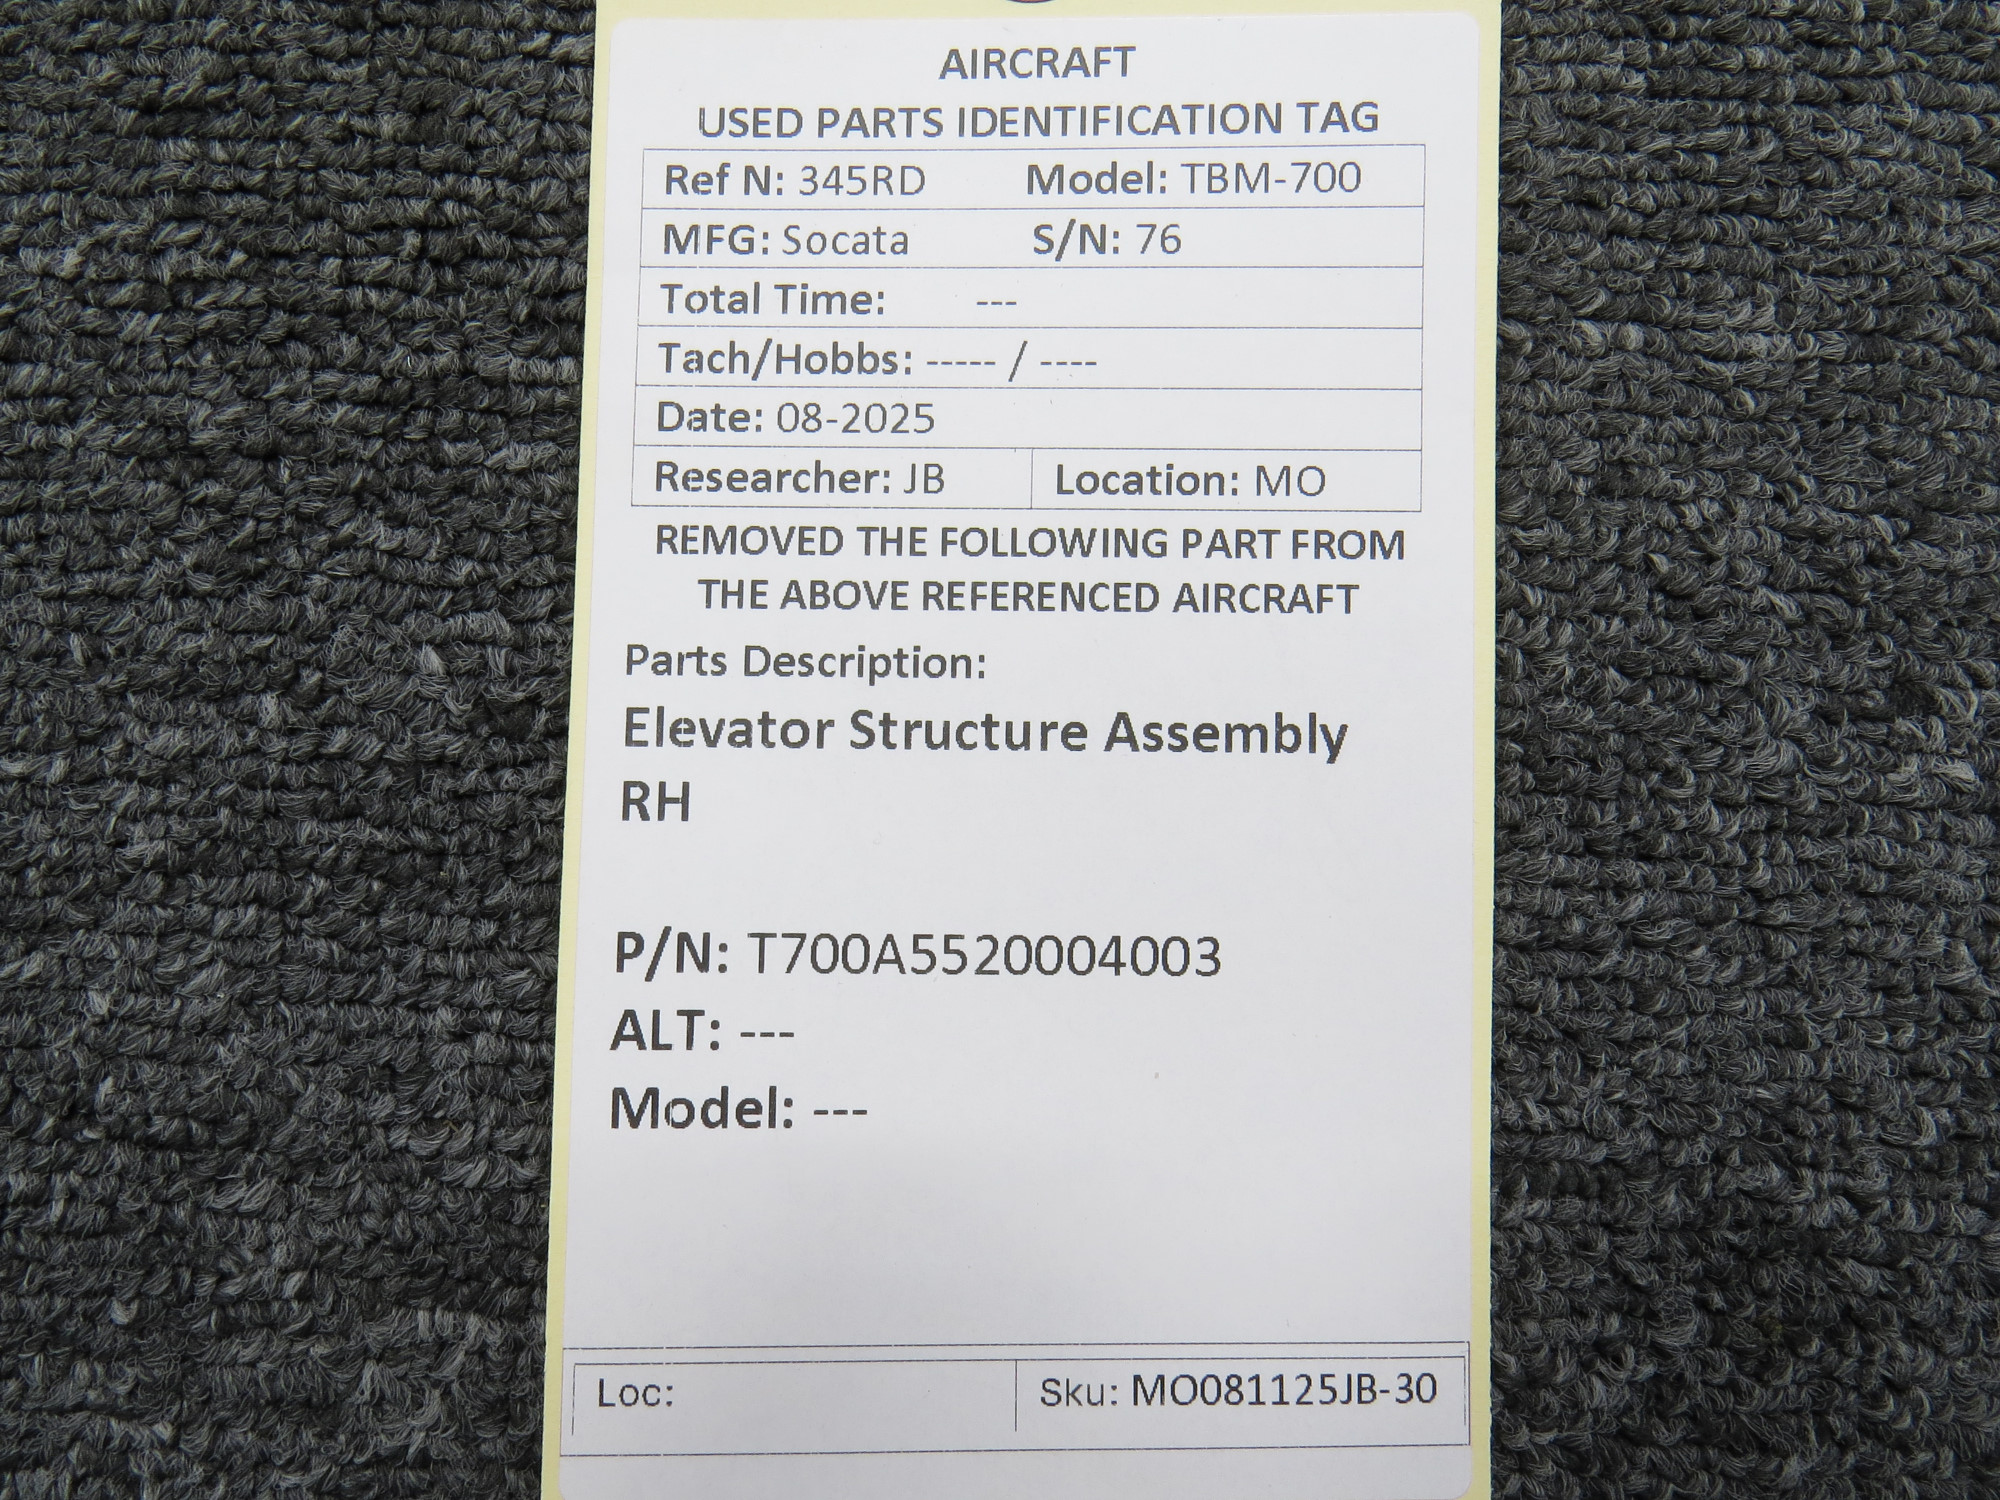 AIRCRAFT
USED PARTS IDENTIFICATION TAG
Ref N: 345RD Model: TBM-700
MFG: Socata S/N: 76
Total Time: ---
Tach/Hobbs: ----- / ----
Date: 08-2025
Researcher: JB Location: MO
REMOVED THE FOLLOWING PART FROM
THE ABOVE REFERENCED AIRCRAFT
Parts Description:
Elevator Structure Assembly
RH
P/N: T700A5520004003
ALT: ---
Model: ---
Loc: Sku: MO081125JB-30